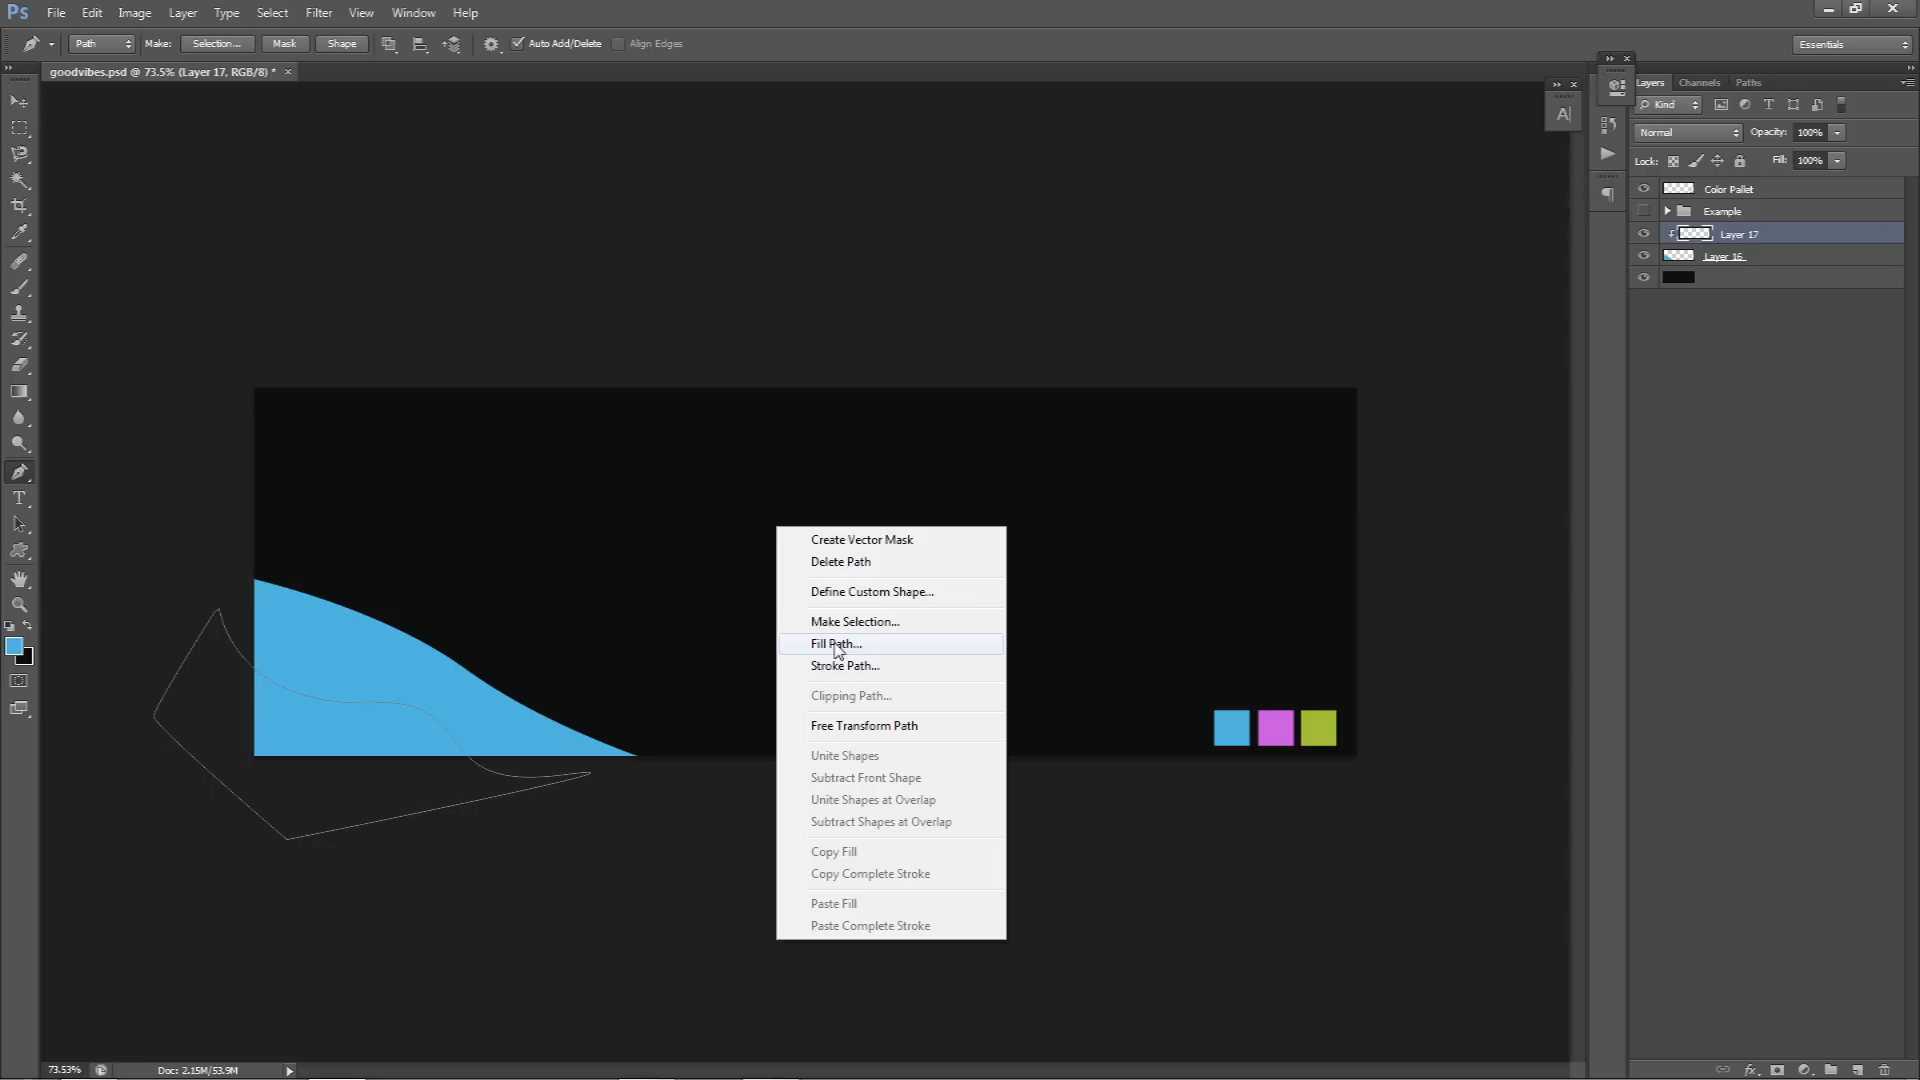 Ps File Edit Image Layer Type Select Filter View Window Help
Path Make: Selection... Mask Shape Auto Add/Delete Align Edges Essentials
goodvibes.psd @ 73.5% (Layer 17, RGB/8) *
Layers Channels Paths
Kind
Normal Opacity: 100%
Lock: Fill: 100%
Color Pallet
Example
Layer 17
Layer 16
Create Vector Mask
Delete Path
Define Custom Shape...
Make Selection...
Fill Path...
Stroke Path...
Clipping Path...
Free Transform Path
Unite Shapes
Subtract Front Shape
Unite Shapes at Overlap
Subtract Shapes at Overlap
Copy Fill
Copy Complete Stroke
Paste Fill
Paste Complete Stroke
73.53% Doc: 2.15M/53.9M